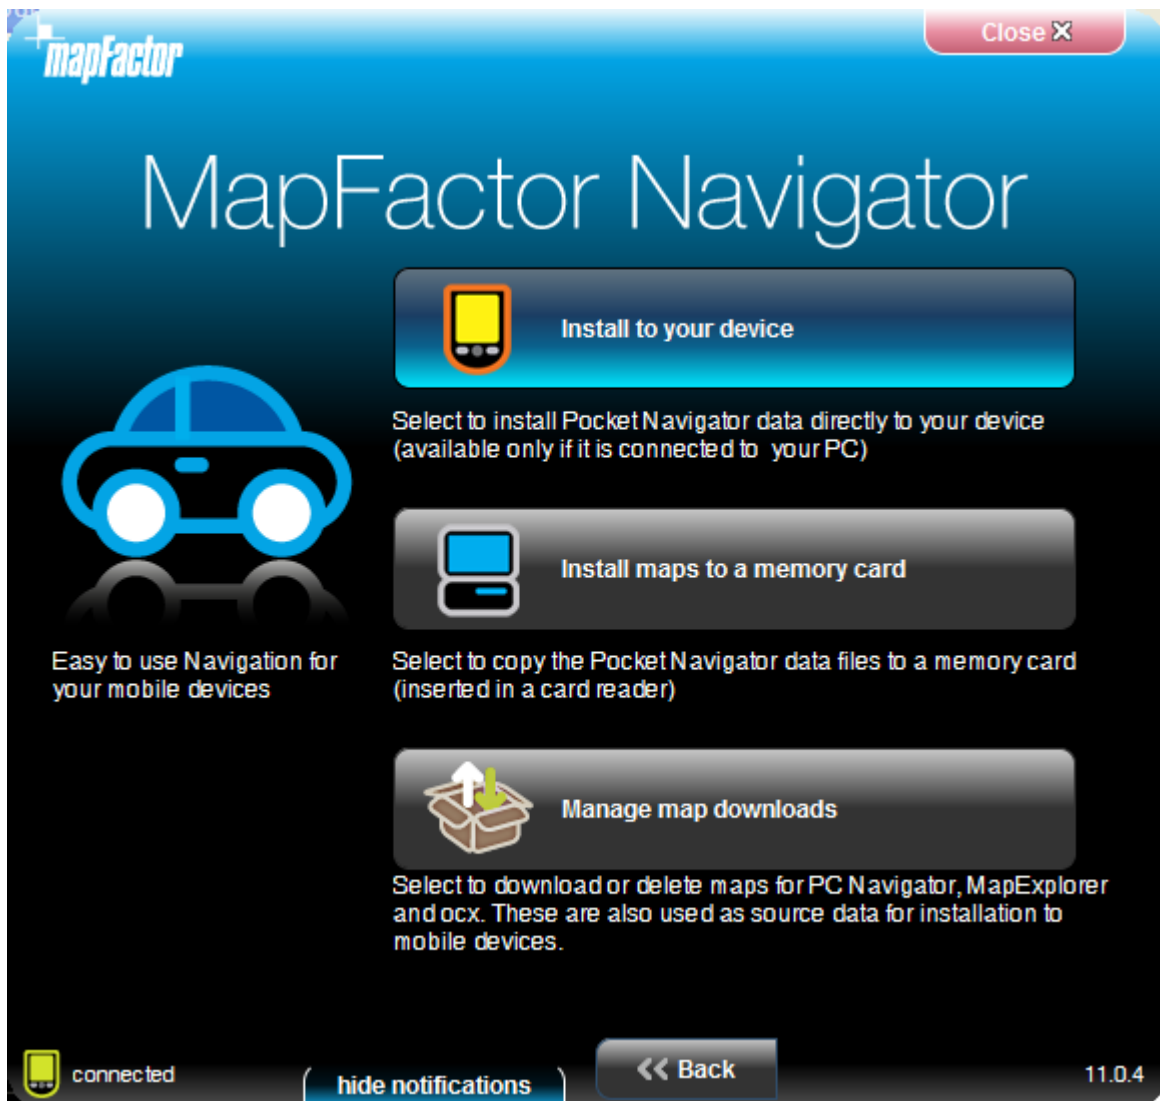 mapFactor
Close
MapFactor Navigator
Install to your device
Select to install Pocket Navigator data directly to your device
(available only if it is connected to your PC)
Install maps to a memory card
Easy to use Navigation for
your mobile devices
Select to copy the Pocket Navigator data files to a memory card
(inserted in a card reader)
Manage map downloads
Select to download or delete maps for PC Navigator, MapExplorer
and ocx. These are also used as source data for installation to
mobile devices.
connected
hide notifications
Back
11.0.4